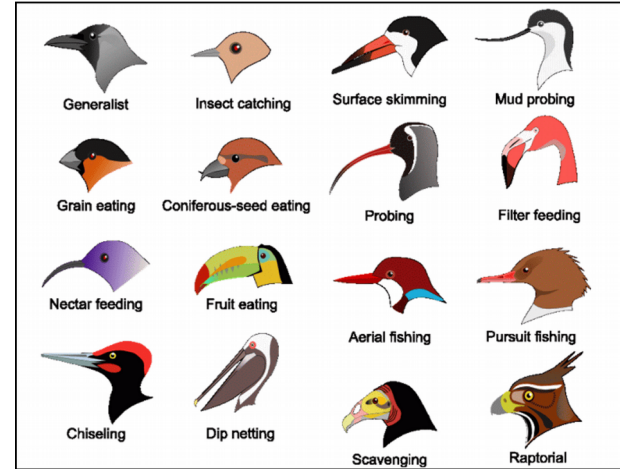 Generalist
Insect catching
Surface skimming
Mud probing
Grain eating
Coniferous-seed eating
Probing
Filter feeding
Nectar feeding
Fruit eating
Aerial fishing
Pursuit fishing
Chiseling
Dip netting
Scavenging
Raptorial